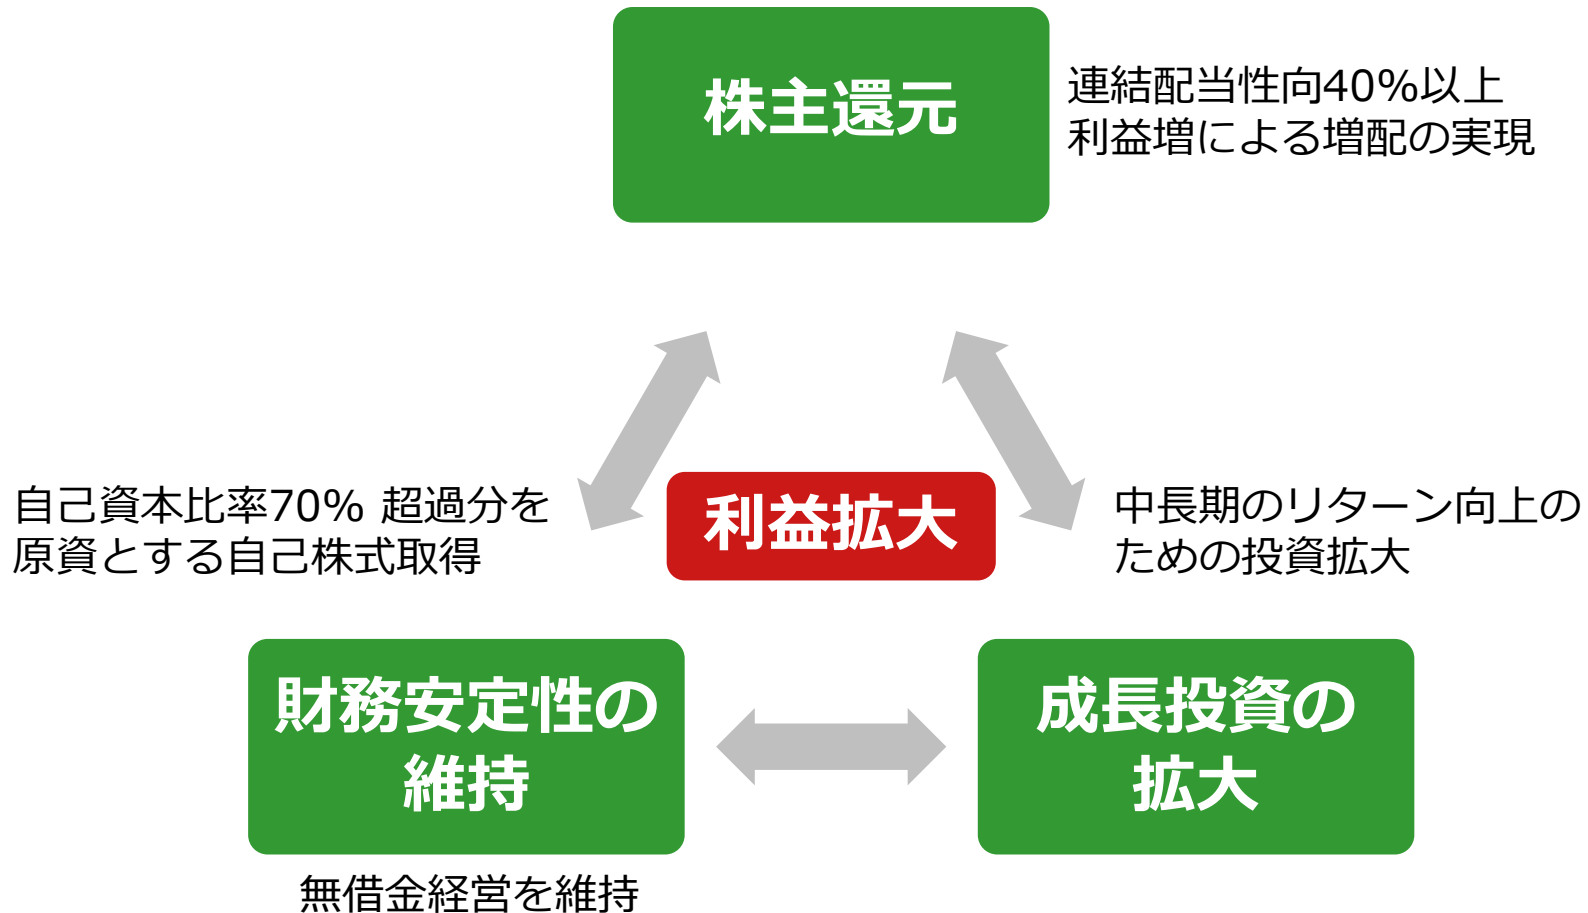 株主還元
連結配当性向40%以上
利益増による増配の実現
自己資本比率70% 超過分を
原資とする自己株式取得
利益拡大
中長期のリターン向上の
ための投資拡大
財務安定性の
維持
成長投資の
拡大
無借金経営を維持